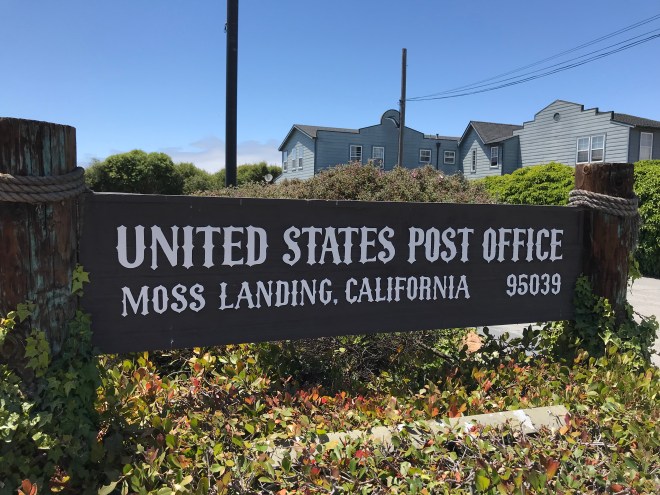 UNITED STATES POST OFFICE
MOSS LANDING, CALIFORNIA 95039